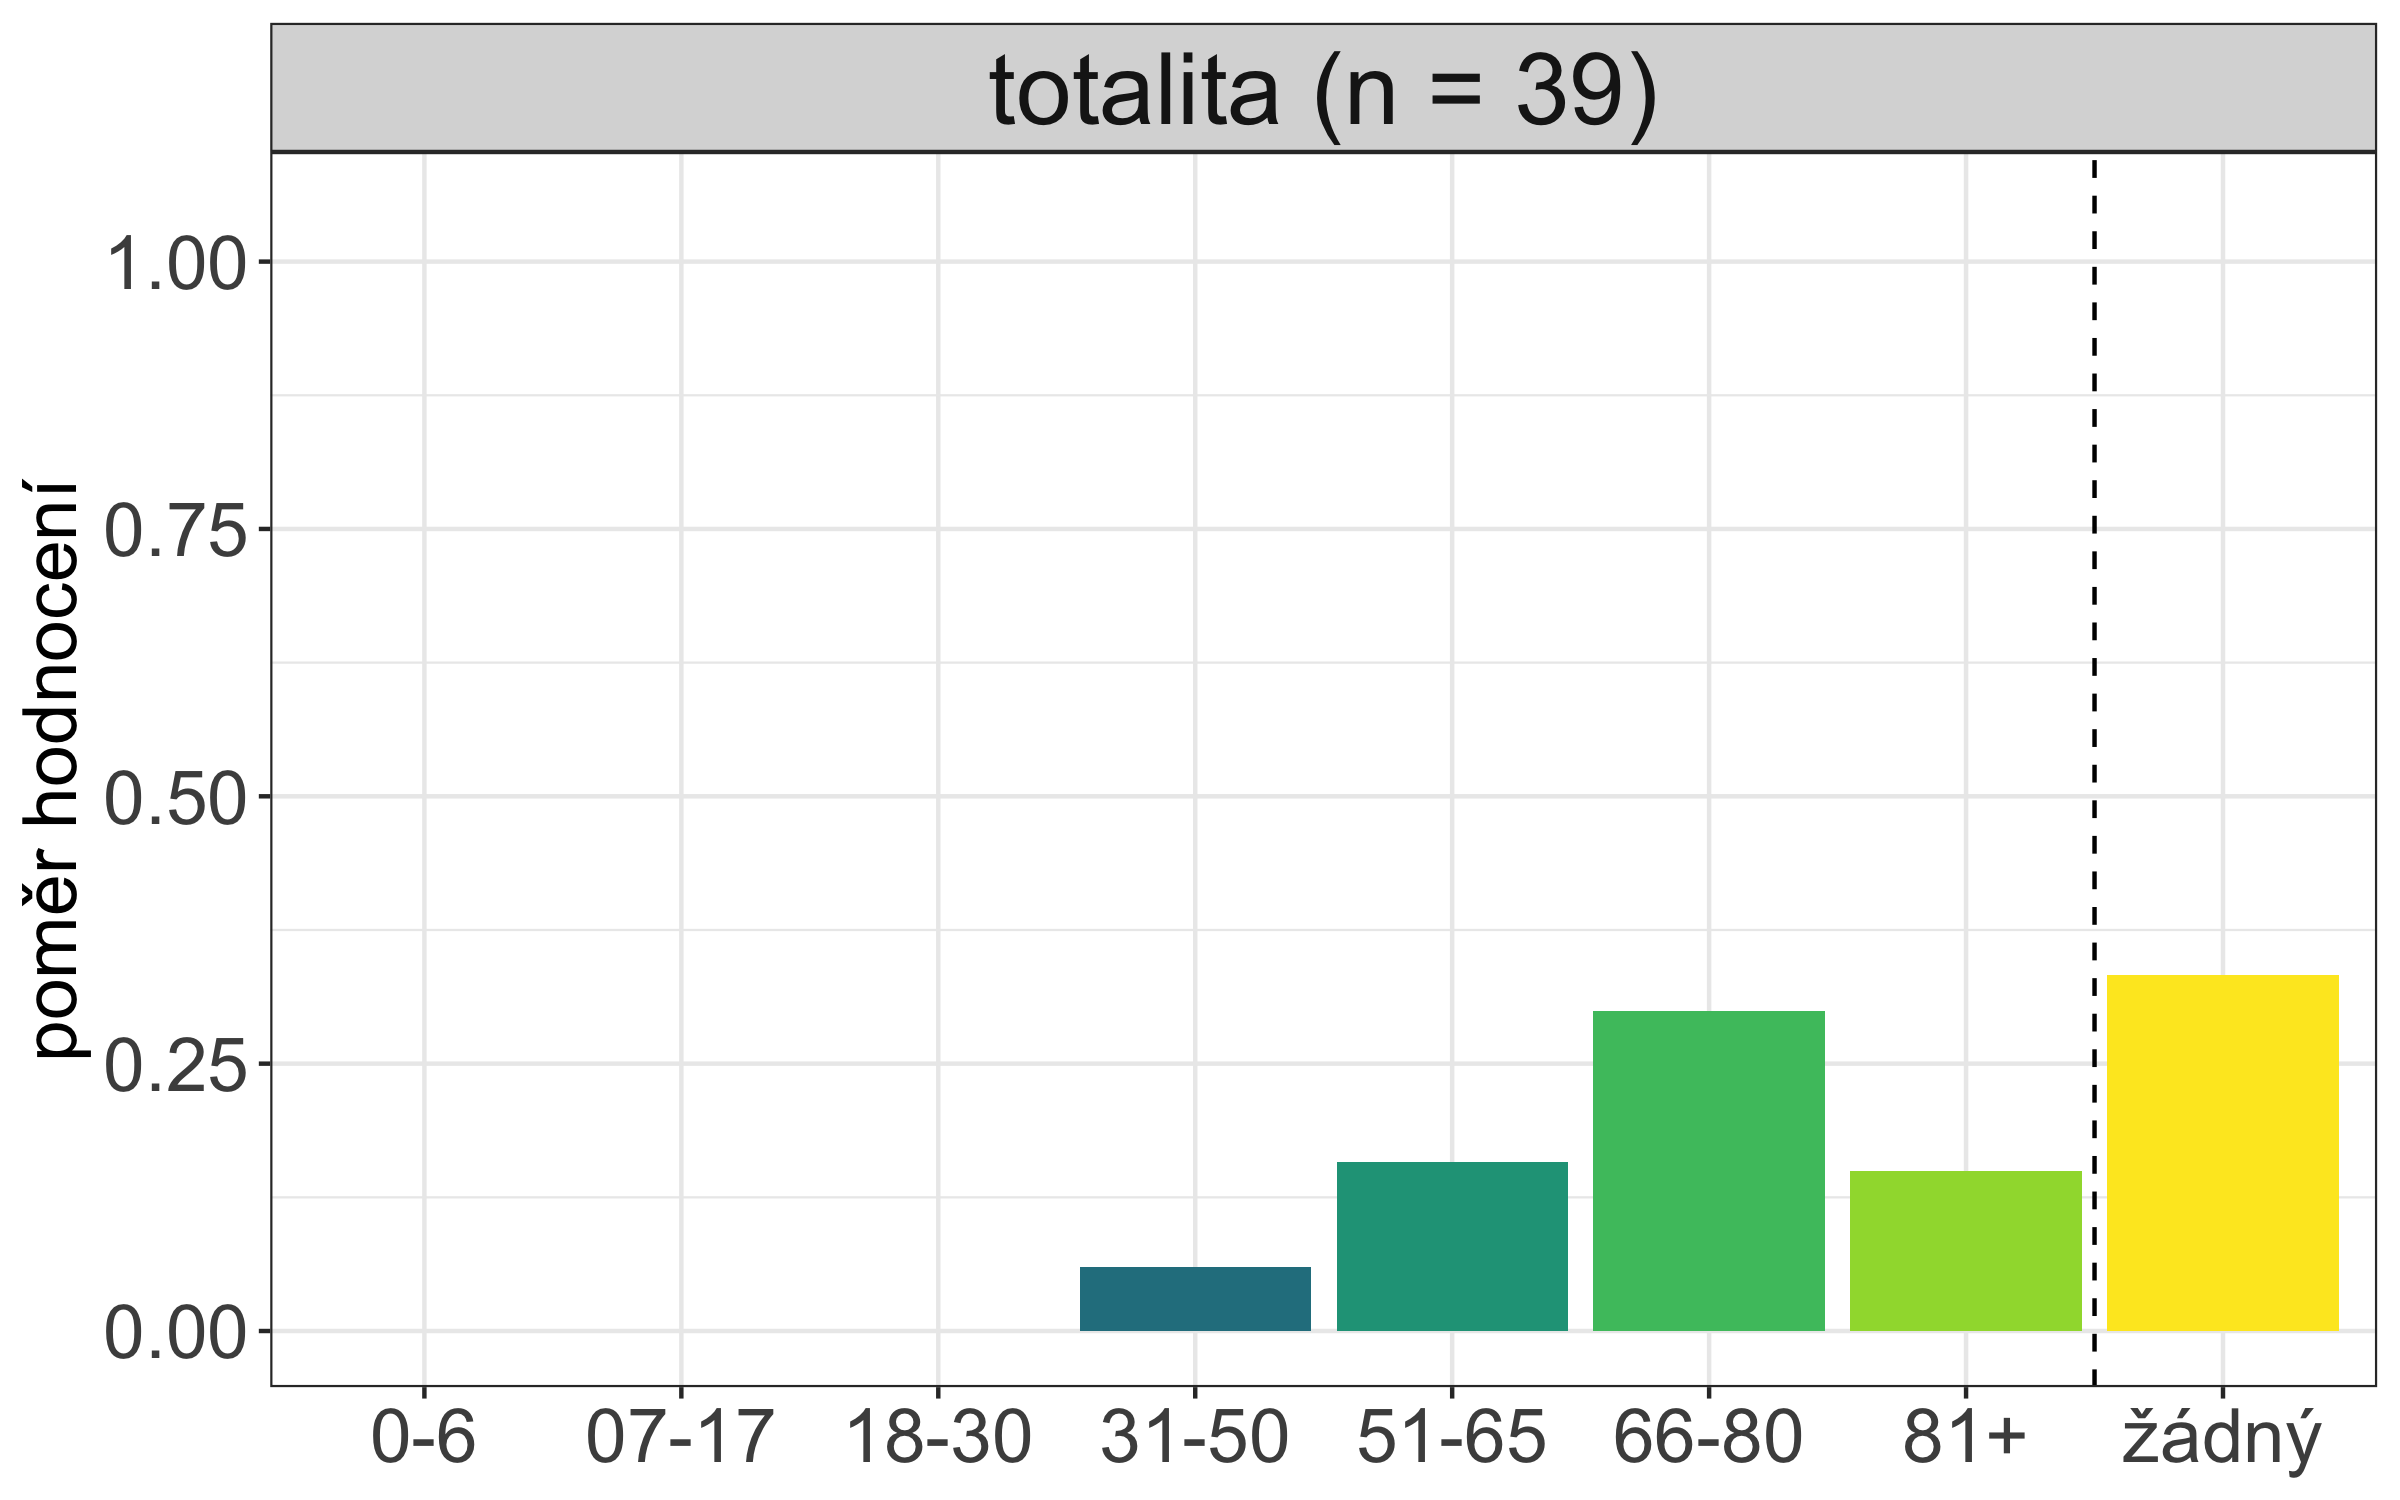 totalita (n = 39)
poměr hodnocení
1.00
0.75
0.50
0.25
0.00
0-6 07-17 18-30 31-50 51-65 66-80 81+ žádný